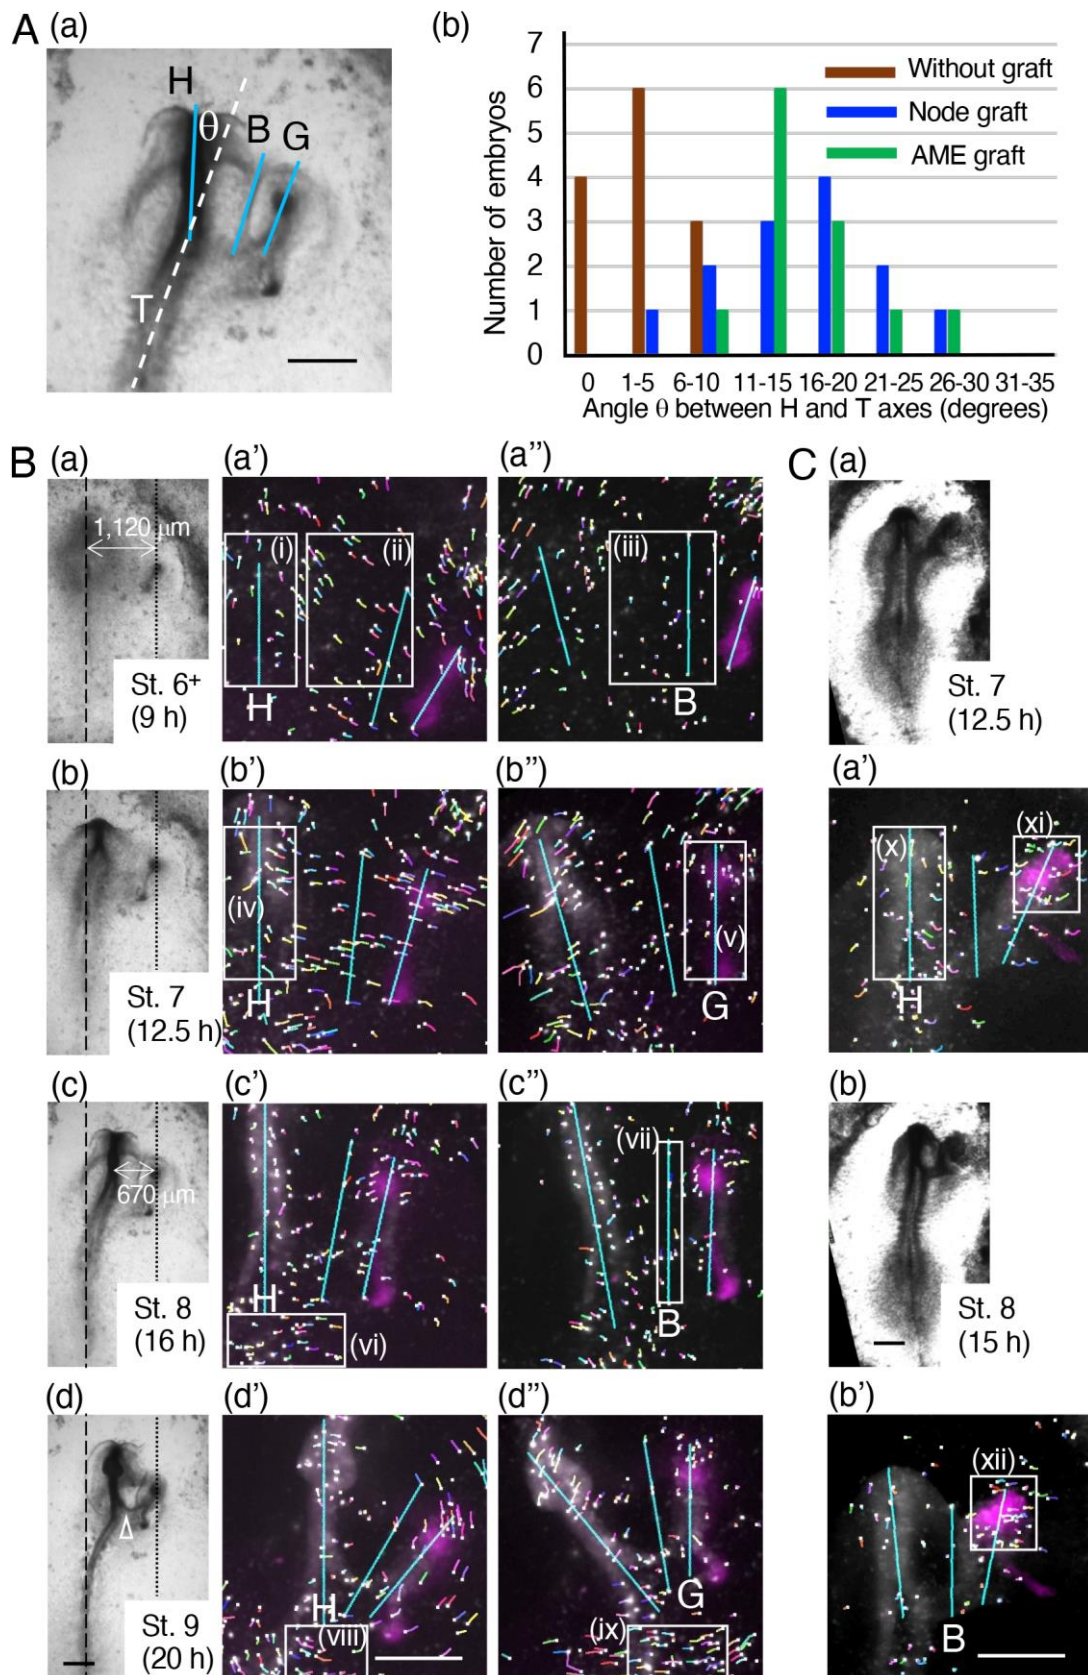 A (a)
H
θ
B
G
T
(b)
7
6
5
4
3
2
1
0
Number of embryos
Without graft
Node graft
AME graft
0 1-5 6-10 11-15 16-20 21-25 26-30 31-35
Angle θ between H and T axes (degrees)
B (a)
1,120 μm
St. 6+
(9 h)
(a')
(i)
(ii)
H
(a'')
(iii)
B
C (a)
St. 7
(12.5 h)
(b)
St. 7
(12.5 h)
(b')
(iv)
H
(b'')
(v)
G
(a')
(x)
(xi)
H
(c)
670 μm
St. 8
(16 h)
(c')
H
(vi)
(c'')
(vii)
B
(b)
St. 8
(15 h)
(d)
St. 9
(20 h)
(d')
H
(viii)
(d'')
G
(ix)
(b')
(xii)
B